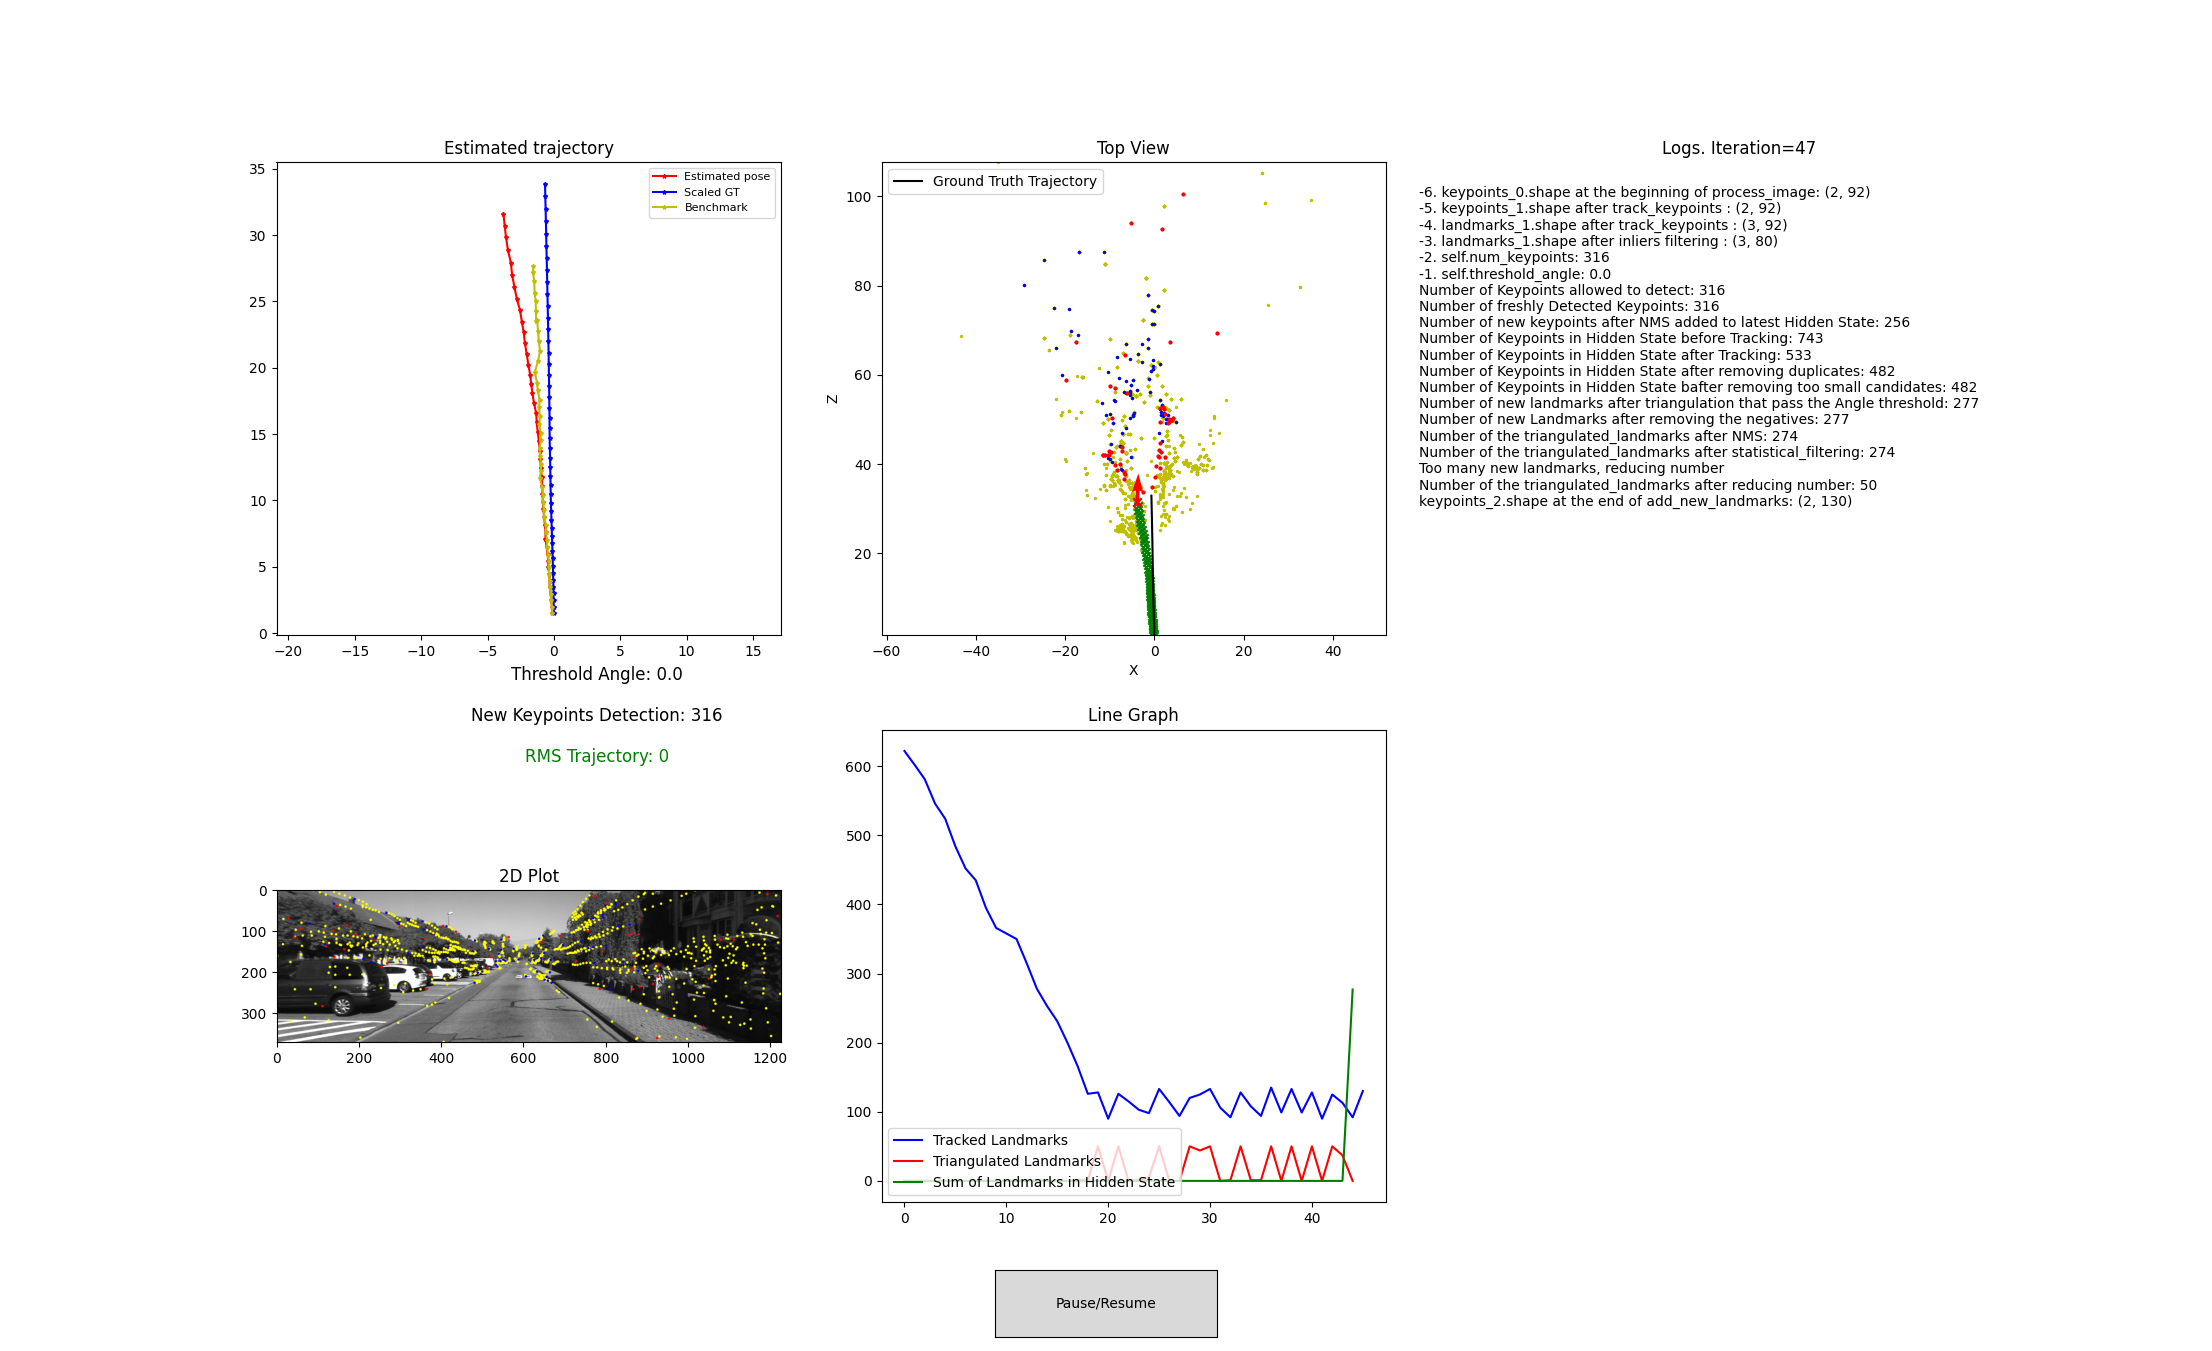 Estimated trajectory
35
30
25
20
15
10
5
0
−20 −15 −10 −5 0 5 10 15
Estimated pose
Scaled GT
Benchmark
Threshold Angle: 0.0
New Keypoints Detection: 316
RMS Trajectory: 0
Top View
Ground Truth Trajectory
Z
100
80
60
40
20
−60 −40 −20 0 20 40
X
Logs. Iteration=47
-6. keypoints_0.shape at the beginning of process_image: (2, 92)
-5. keypoints_1.shape after track_keypoints : (2, 92)
-4. landmarks_1.shape after track_keypoints : (3, 92)
-3. landmarks_1.shape after inliers filtering : (3, 80)
-2. self.num_keypoints: 316
-1. self.threshold_angle: 0.0
Number of Keypoints allowed to detect: 316
Number of freshly Detected Keypoints: 316
Number of new keypoints after NMS added to latest Hidden State: 256
Number of Keypoints in Hidden State before Tracking: 743
Number of Keypoints in Hidden State after Tracking: 533
Number of Keypoints in Hidden State after removing duplicates: 482
Number of Keypoints in Hidden State bafter removing too small candidates: 482
Number of new landmarks after triangulation that pass the Angle threshold: 277
Number of new Landmarks after removing the negatives: 277
Number of the triangulated_landmarks after NMS: 274
Number of the triangulated_landmarks after statistical_filtering: 274
Too many new landmarks, reducing number
Number of the triangulated_landmarks after reducing number: 50
keypoints_2.shape at the end of add_new_landmarks: (2, 130)
2D Plot
0
100
200
300
0 200 400 600 800 1000 1200
Line Graph
600
500
400
300
200
100
0
0 10 20 30 40
Tracked Landmarks
Triangulated Landmarks
Sum of Landmarks in Hidden State
Pause/Resume